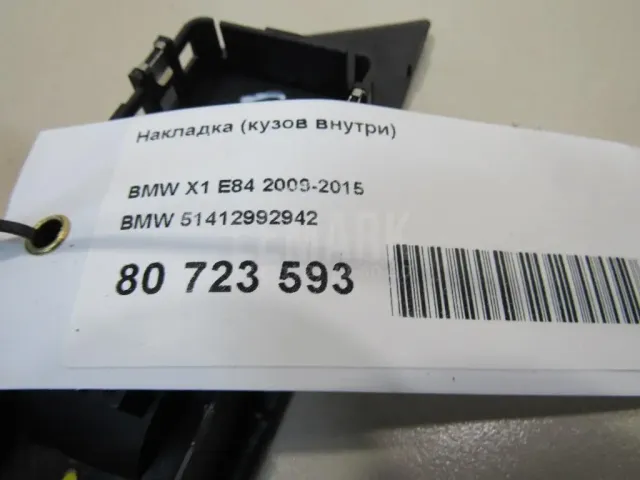 Накладка (кузов внутри)
BMW X1 E84 2009-2015
BMW 51412992942
80 723 593